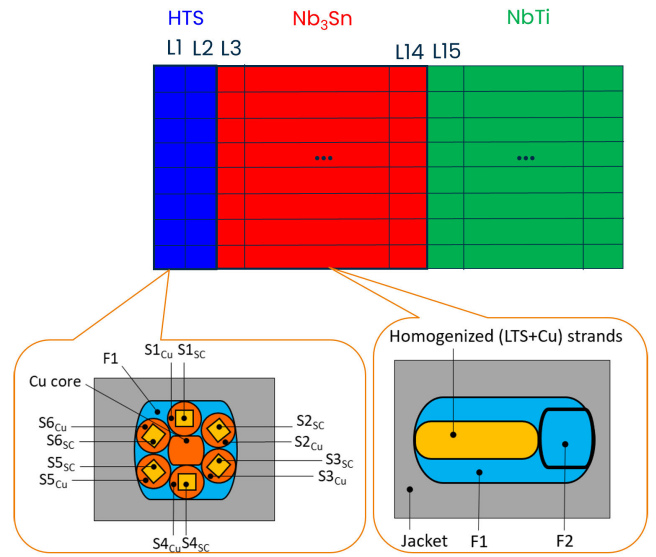 HTS Nb₃Sn NbTi
L1 L2 L3 L14 L15
... ...
S1Cu S1SC
F1
Cu core
S6Cu
S6SC
S5SC
S5Cu
S2SC
S2Cu
S3SC
S3Cu
S4Cu S4SC
Homogenized (LTS+Cu) strands
Jacket F1 F2